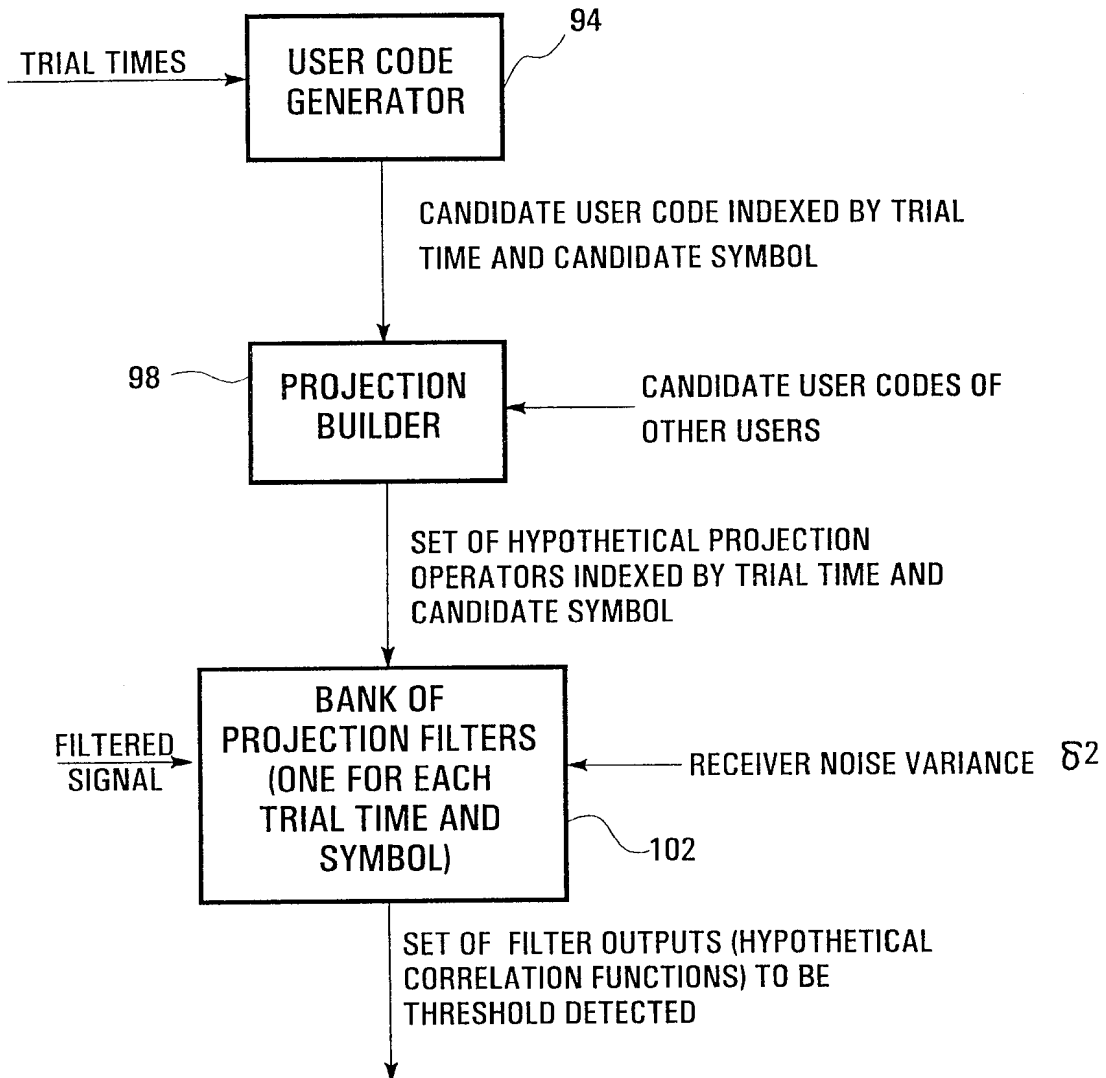 94
TRIAL TIMES
USER CODE
GENERATOR
CANDIDATE USER CODE INDEXED BY TRIAL
TIME AND CANDIDATE SYMBOL
98
PROJECTION
BUILDER
CANDIDATE USER CODES OF
OTHER USERS
SET OF HYPOTHETICAL PROJECTION
OPERATORS INDEXED BY TRIAL TIME AND
CANDIDATE SYMBOL
BANK OF
PROJECTION FILTERS
(ONE FOR EACH
TRIAL TIME AND
SYMBOL)
FILTERED
SIGNAL
RECEIVER NOISE VARIANCE δ2
102
SET OF FILTER OUTPUTS (HYPOTHETICAL
CORRELATION FUNCTIONS) TO BE
THRESHOLD DETECTED